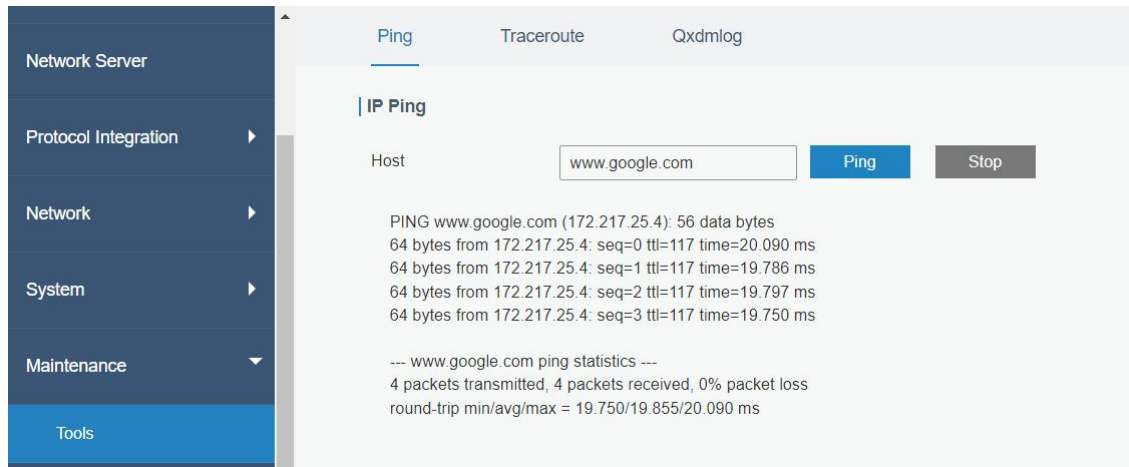 Network Server
Protocol Integration
Network
System
Maintenance
Tools
Ping Traceroute Qxdmlog
IP Ping
Host www.google.com Ping Stop
PING www.google.com (172.217.25.4): 56 data bytes
64 bytes from 172.217.25.4: seq=0 ttl=117 time=20.090 ms
64 bytes from 172.217.25.4: seq=1 ttl=117 time=19.786 ms
64 bytes from 172.217.25.4: seq=2 ttl=117 time=19.797 ms
64 bytes from 172.217.25.4: seq=3 ttl=117 time=19.750 ms
--- www.google.com ping statistics ---
4 packets transmitted, 4 packets received, 0% packet loss
round-trip min/avg/max = 19.750/19.855/20.090 ms